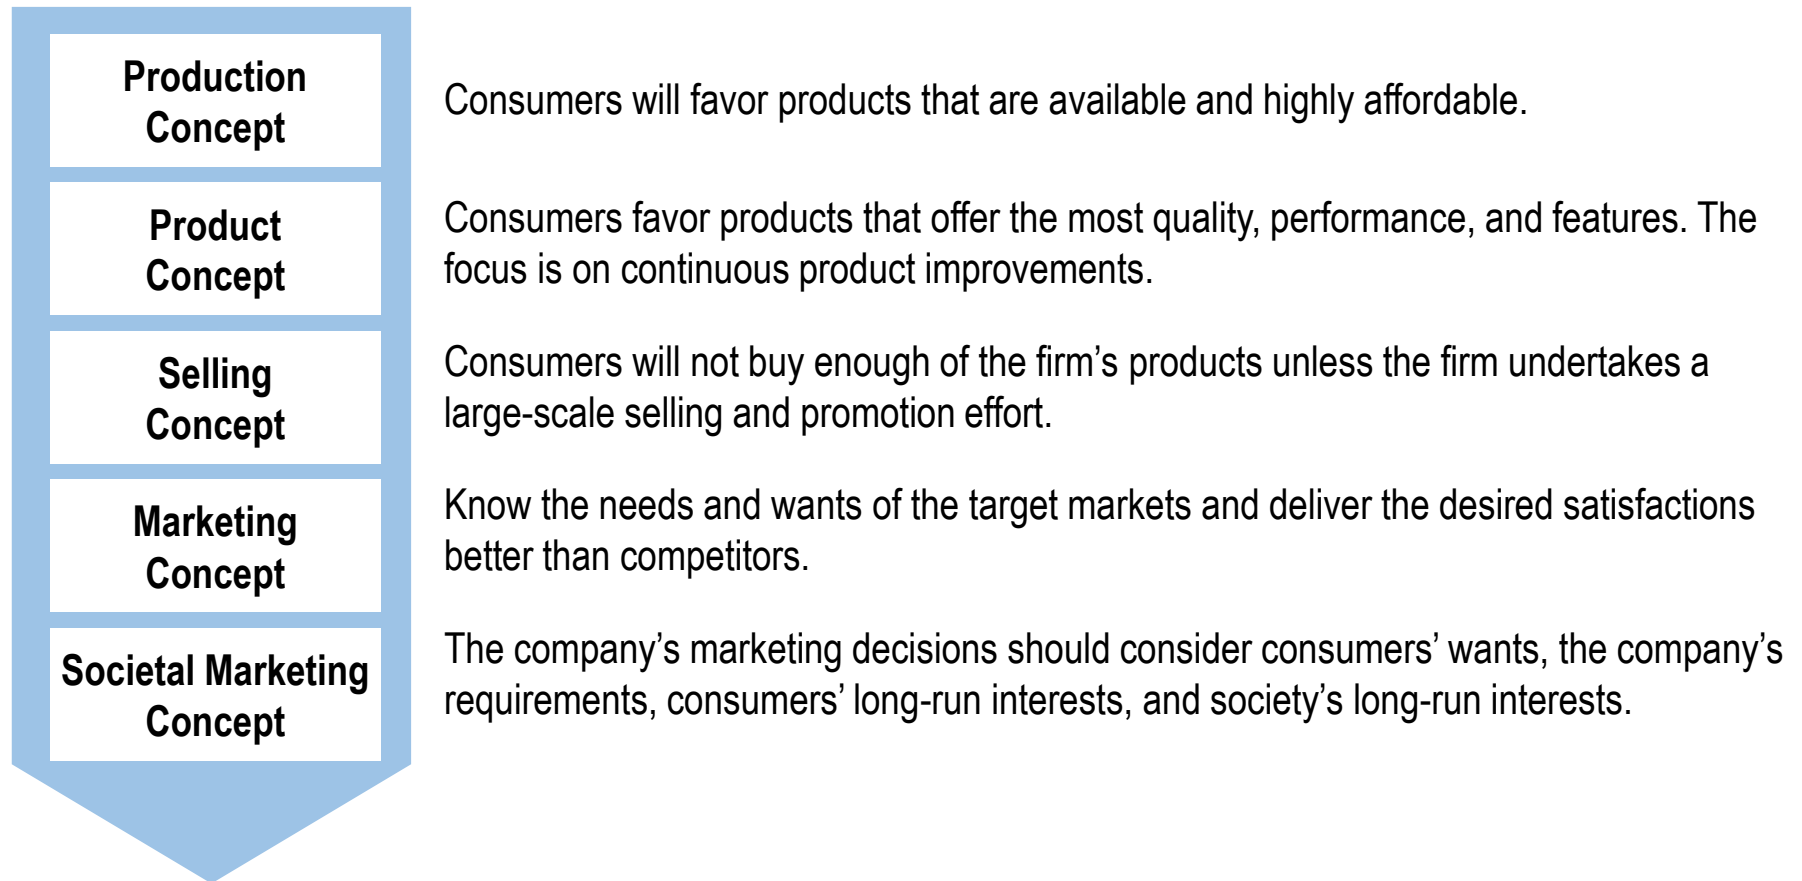 Production
Concept
Consumers will favor products that are available and highly affordable.
Product
Concept
Consumers favor products that offer the most quality, performance, and features. The
focus is on continuous product improvements.
Selling
Concept
Consumers will not buy enough of the firm’s products unless the firm undertakes a
large-scale selling and promotion effort.
Marketing
Concept
Know the needs and wants of the target markets and deliver the desired satisfactions
better than competitors.
Societal Marketing
Concept
The company’s marketing decisions should consider consumers’ wants, the company’s
requirements, consumers’ long-run interests, and society’s long-run interests.